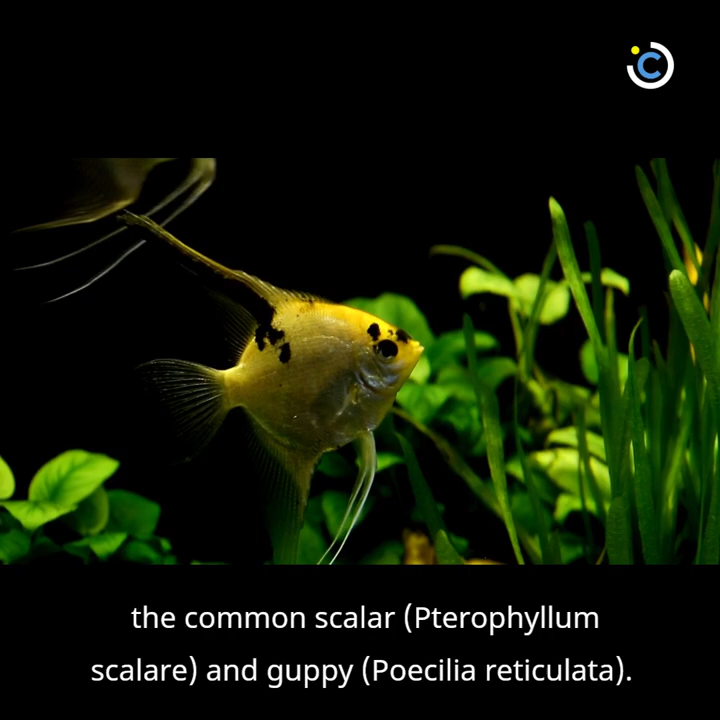 the common scalar (Pterophyllum
scalare) and guppy (Poecilia reticulata).